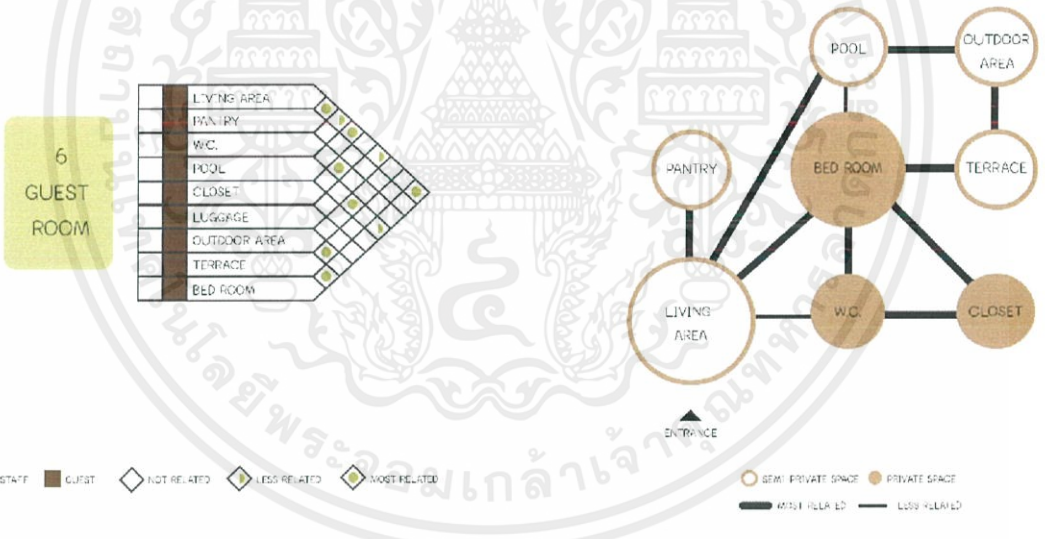 6
GUEST
ROOM
LIVING AREA
PANTRY
W.C.
POOL
CLOSET
LUGGAGE
OUTDOOR AREA
TERRACE
BED ROOM
POOL
OUTDOOR
AREA
PANTRY
BED ROOM
TERRACE
LIVING
AREA
W.C.
CLOSET
ENTRANCE
STAFF
GUEST
NOT RELATED
LESS RELATED
MOST RELATED
SEMI PRIVATE SPACE
PRIVATE SPACE
MOST RELATED
LESS RELATED